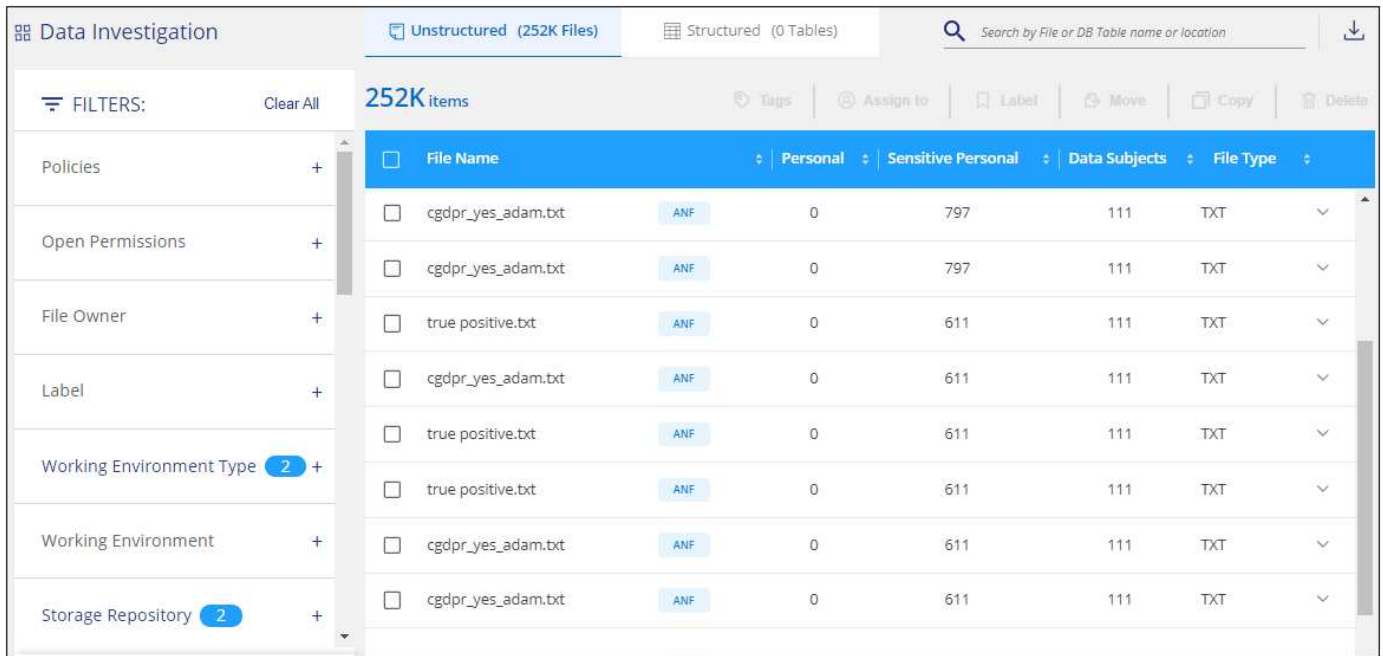 Data Investigation
Unstructured (252K Files)
Structured (0 Tables)
Search by File or DB Table name or location
FILTERS: Clear All
Policies +
Open Permissions +
File Owner +
Label +
Working Environment Type 2 +
Working Environment +
Storage Repository 2 +
252K items
Tags Assign to Label Move Copy Delete
File Name Personal Sensitive Personal Data Subjects File Type
cgdpr_yes_adam.txt ANF 0 797 111 TXT
cgdpr_yes_adam.txt ANF 0 797 111 TXT
true positive.txt ANF 0 611 111 TXT
cgdpr_yes_adam.txt ANF 0 611 111 TXT
true positive.txt ANF 0 611 111 TXT
true positive.txt ANF 0 611 111 TXT
cgdpr_yes_adam.txt ANF 0 611 111 TXT
cgdpr_yes_adam.txt ANF 0 611 111 TXT